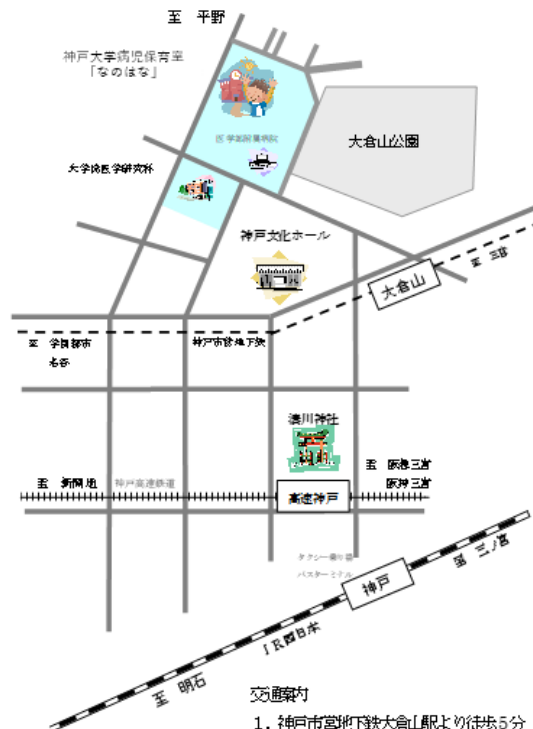 至 平野
神戸大学病児保育室
「なのはな」
医学部附属病院
大倉山公園
大学院医学研究科
神戸文化ホール
至 三宮
大倉山
至 学園都市
名谷
神戸市営地下鉄
湊川神社
至 阪急三宮
阪神三宮
至 新開地
神戸高速鉄道
高速神戸
タクシー乗り場
バスターミナル
至 三ノ宮
神戸
JR西日本
至 明石
交通案内
1. 神戸市営地下鉄大倉山駅より徒歩5分